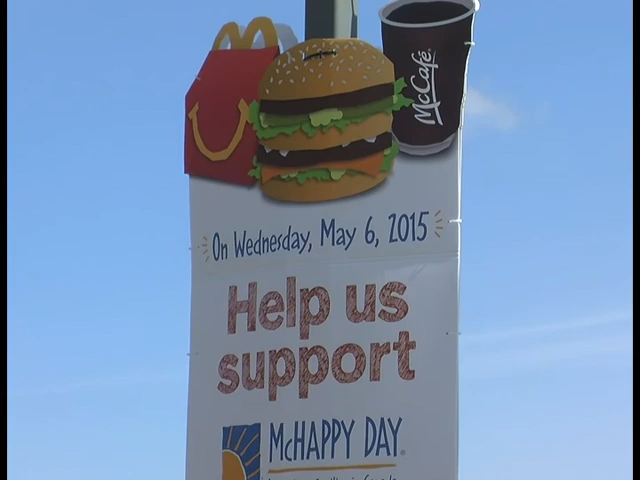 McCafé
On Wednesday, May 6, 2015
Help us
support
McHAPPY DAY